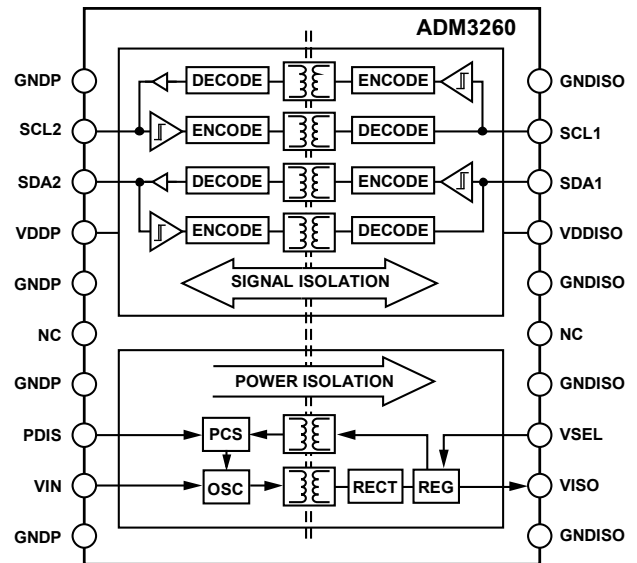 ADM3260
GNDP
DECODE
ENCODE
GNDISO
SCL2
ENCODE
DECODE
SCL1
SDA2
DECODE
ENCODE
SDA1
VDDP
ENCODE
DECODE
VDDISO
GNDP
SIGNAL ISOLATION
GNDISO
NC
NC
GNDP
POWER ISOLATION
GNDISO
PDIS
PCS
VSEL
VIN
OSC
RECT
REG
VISO
GNDP
GNDISO